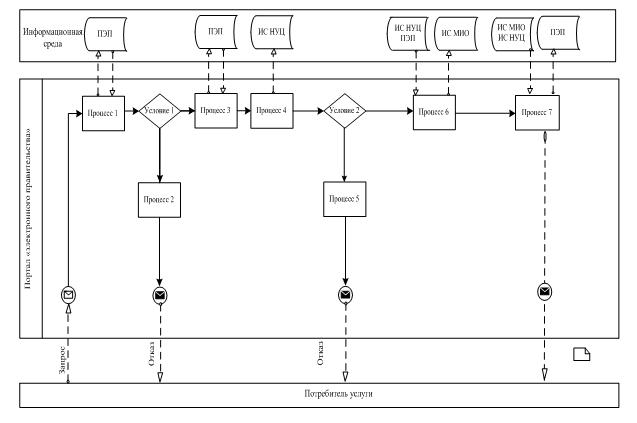 Информационная
среда
ПЭП
ПЭП
ИС НУЦ
ИС НУЦ
ПЭП
ИС МИО
ИС МИО
ИС НУЦ
ПЭП
Портал «электронного правительства»
Процесс 1
Условие 1
Процесс 3
Процесс 4
Условие 2
Процесс 6
Процесс 7
Процесс 2
Процесс 5
Запрос
Отказ
Отказ
Потребитель услуги